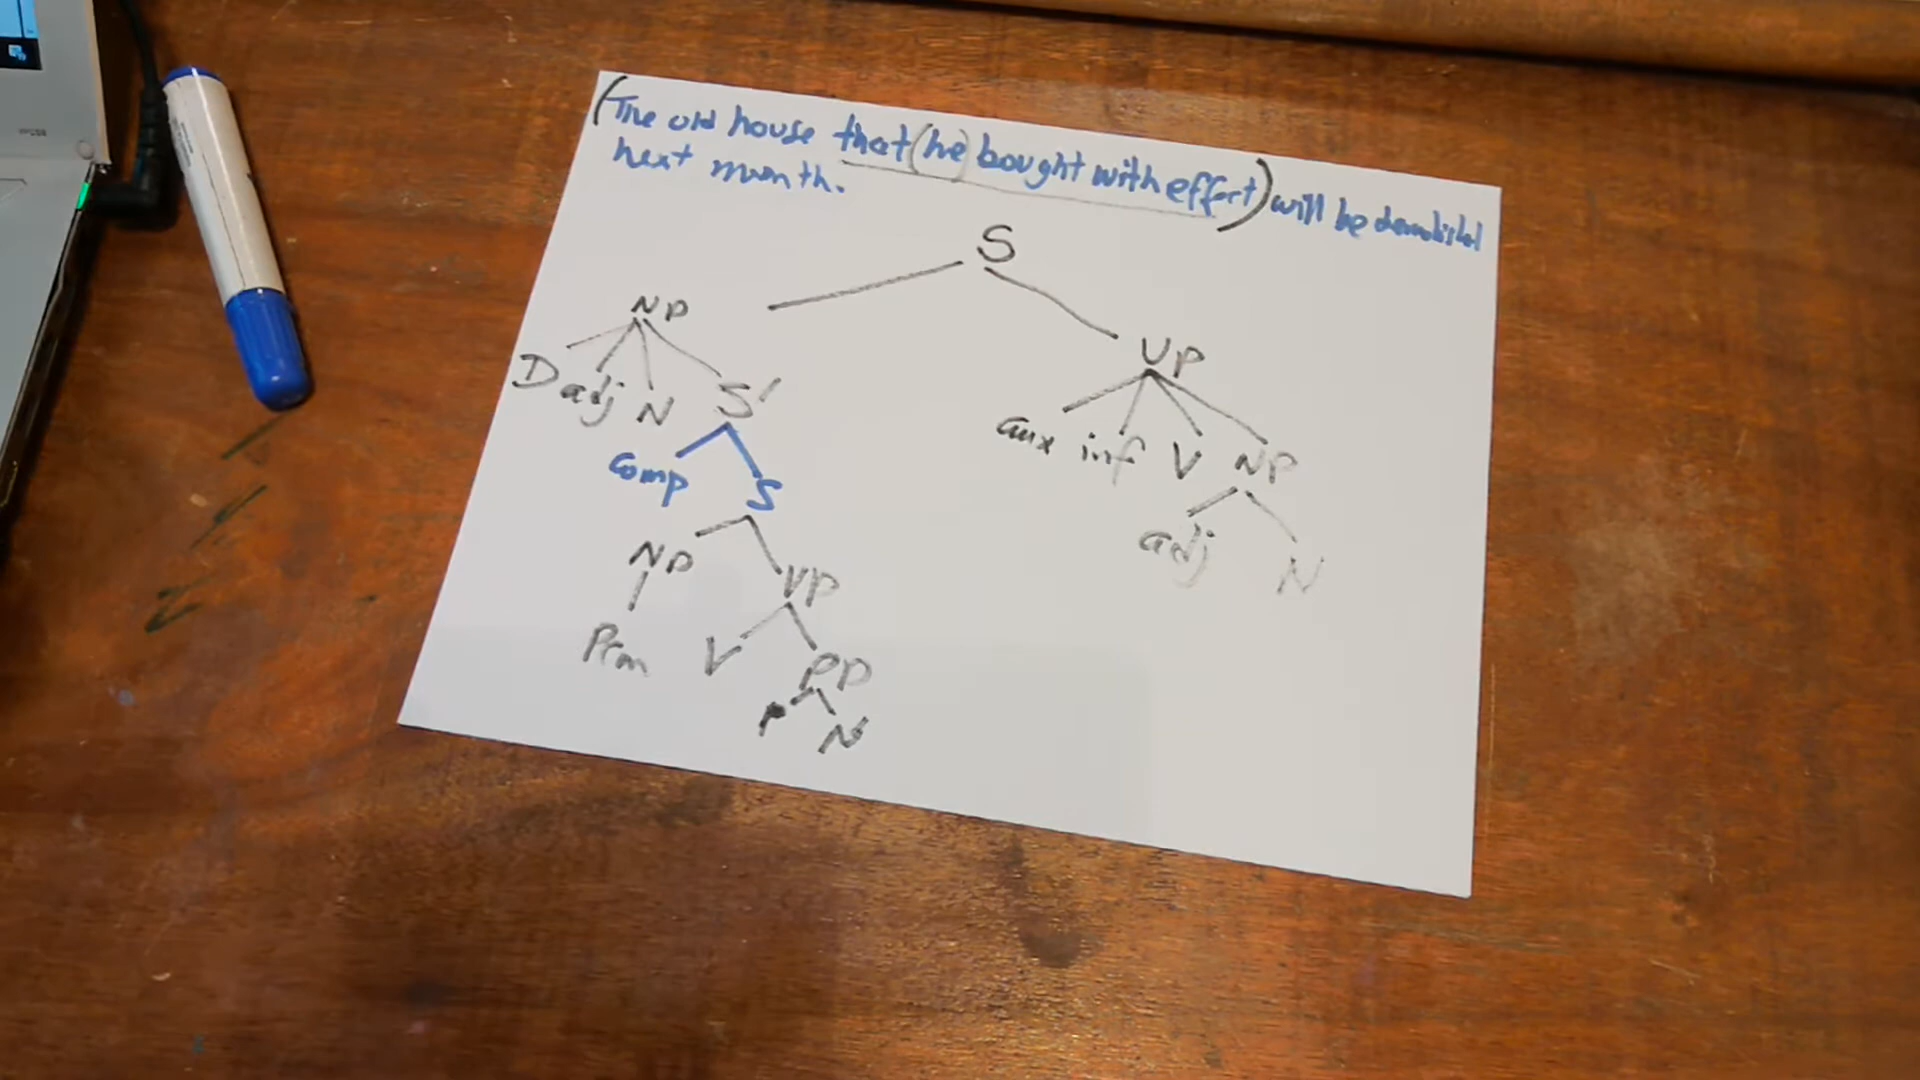 (The old house that (he) bought with effort) will be demolished
next month.
S
NP
VP
D adj N S'
aux inf V NP
Comp S
adj N
NP VP
Prn V PP
P N